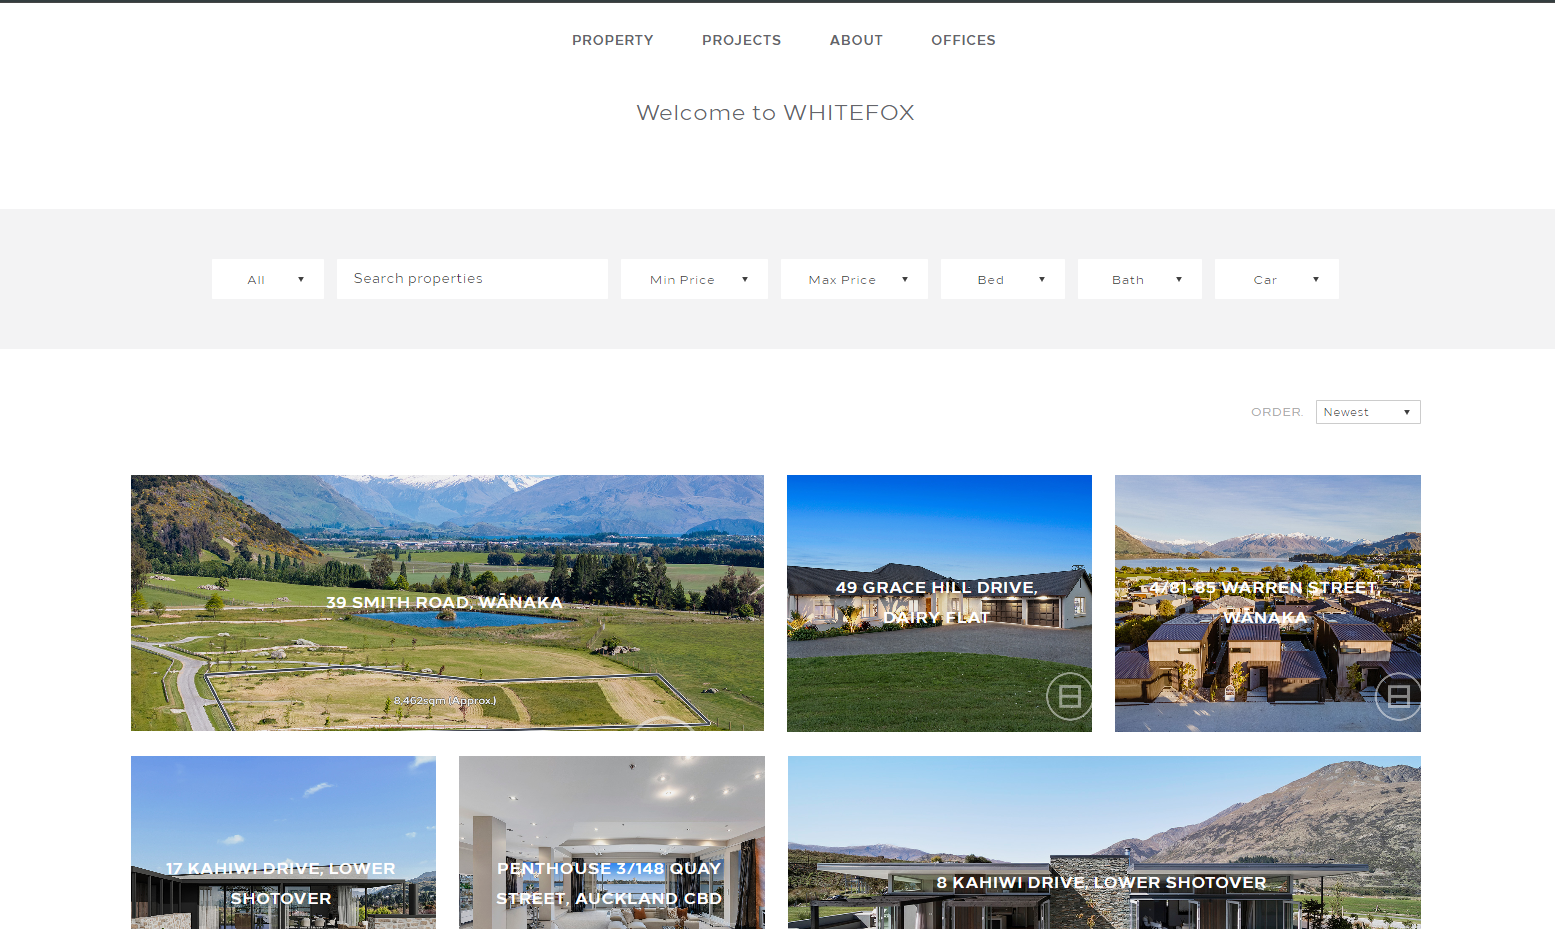 PROPERTY PROJECTS ABOUT OFFICES
Welcome to WHITEFOX
All Search properties Min Price Max Price Bed Bath Car
ORDER. Newest
39 SMITH ROAD, WĀNAKA
8,462sqm (Approx.)
49 GRACE HILL DRIVE,
DAIRY FLAT
4/81-85 WARREN STREET,
WĀNAKA
17 KAHIWI DRIVE, LOWER
SHOTOVER
PENTHOUSE 3/148 QUAY
STREET, AUCKLAND CBD
8 KAHIWI DRIVE, LOWER SHOTOVER